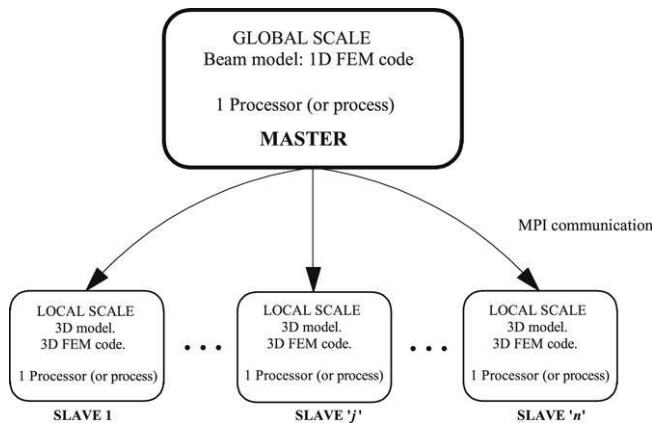 GLOBAL SCALE
Beam model: 1D FEM code
1 Processor (or process)
MASTER
MPI communication
LOCAL SCALE
3D model.
3D FEM code.
1 Processor (or process)
SLAVE 1
• • •
LOCAL SCALE
3D model.
3D FEM code.
1 Processor (or process)
SLAVE 'j'
• • •
LOCAL SCALE
3D model.
3D FEM code.
1 Processor (or process)
SLAVE 'n'